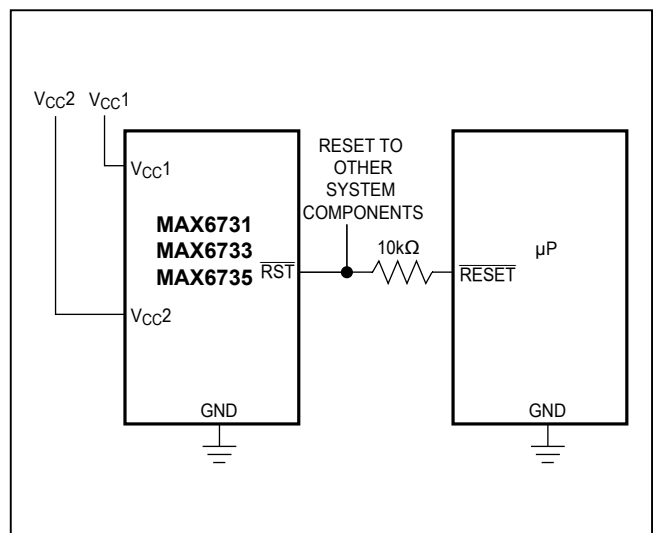 VCC2 VCC1
VCC1
RESET TO
OTHER
SYSTEM
COMPONENTS
MAX6731
MAX6733
MAX6735
RST
10kΩ
RESET
µP
VCC2
GND
GND